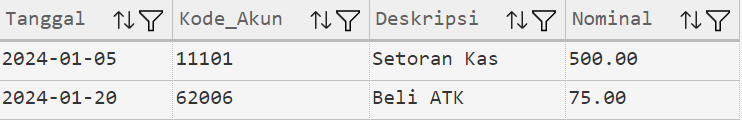 Tanggal Kode_Akun Deskripsi Nominal
2024-01-05 11101 Setoran Kas 500.00
2024-01-20 62006 Beli ATK 75.00